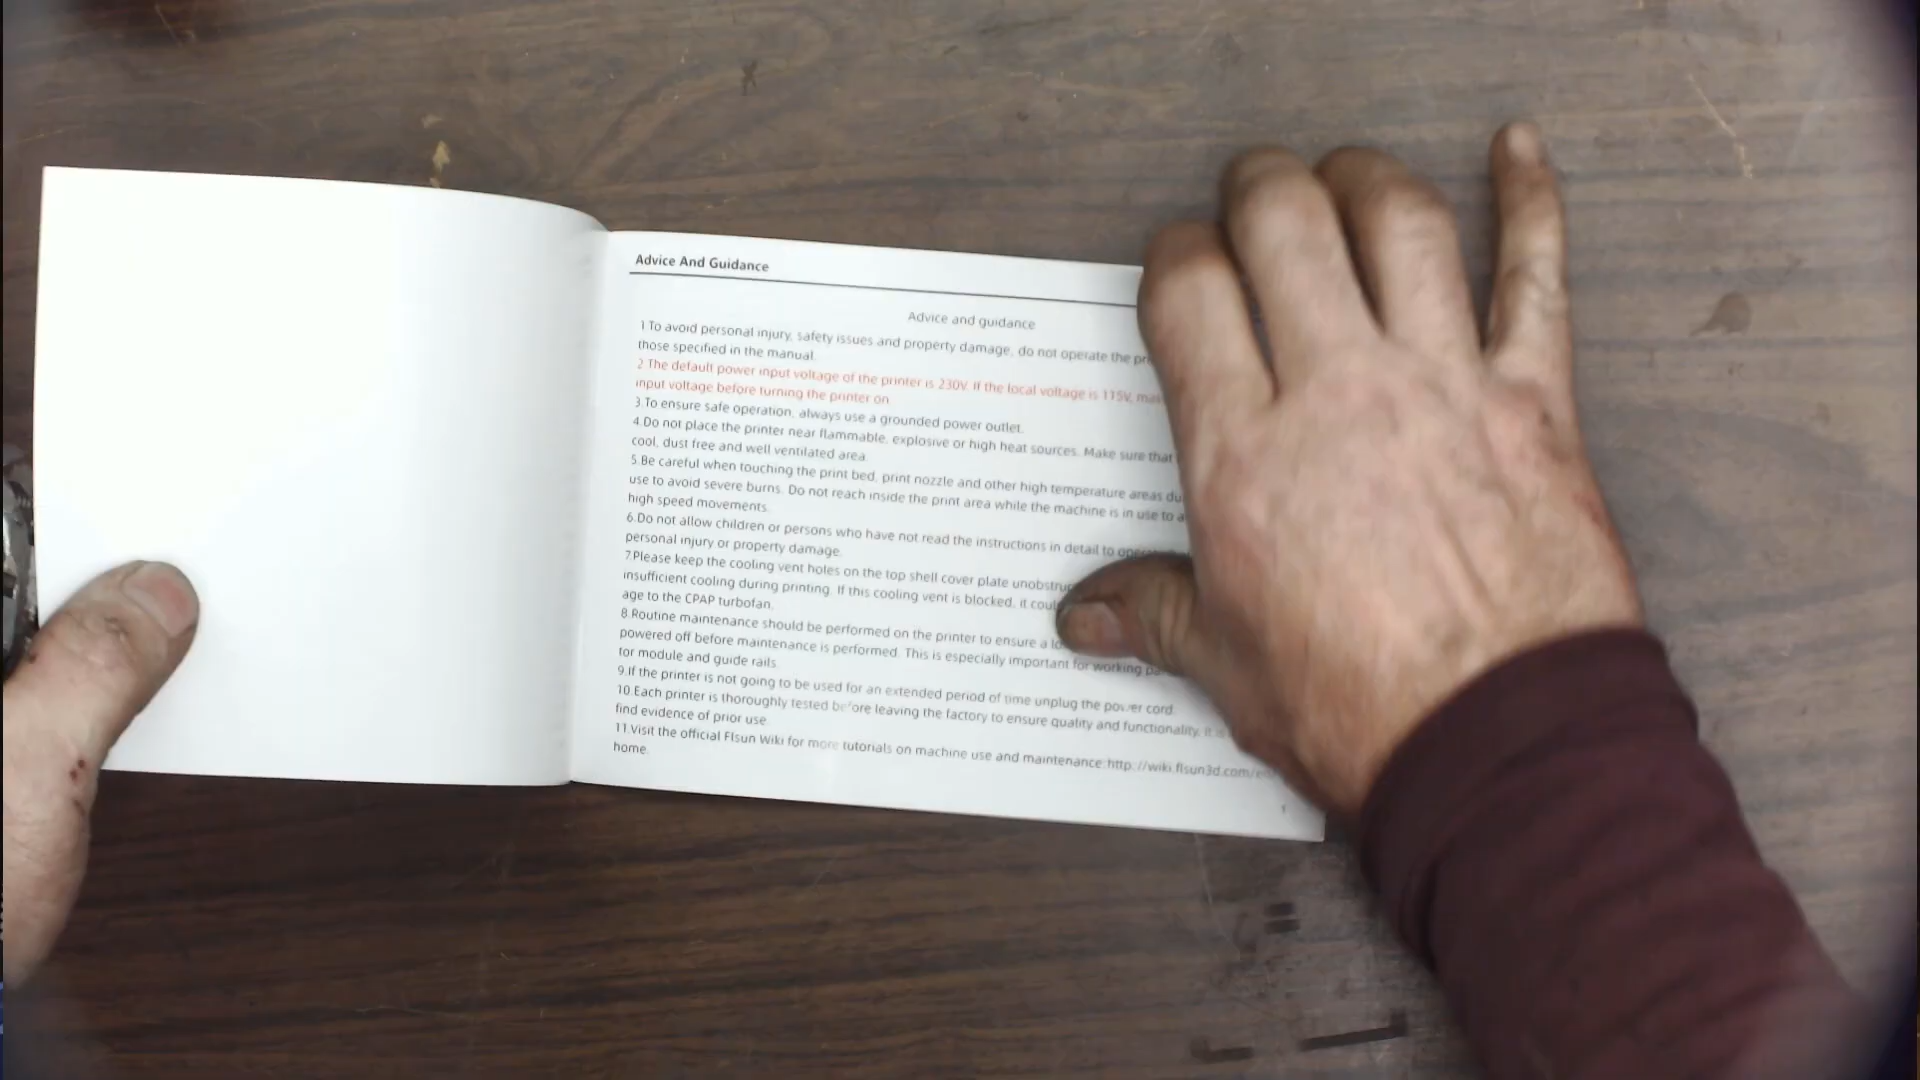 Advice And Guidance
Advice and guidance
1.To avoid personal injury, safety issues and property damage, do not operate the
those specified in the manual.
2.The default power input voltage of the printer is 230V. If the local voltage is 115V,
input voltage before turning the printer on.
3.To ensure safe operation, always use a grounded power outlet.
4.Do not place the printer near flammable, explosive or high heat sources. Make sure that
cool, dust free and well ventilated area.
5.Be careful when touching the print bed, print nozzle and other high temperature areas
use to avoid severe burns. Do not reach inside the print area while the machine is in use to
high speed movements.
6.Do not allow children or persons who have not read the instructions in detail to
personal injury or property damage.
7.Please keep the cooling vent holes on the top shell cover plate
insufficient cooling during printing. If this cooling vent is blocked, it
age to the CPAP turbofan.
8.Routine maintenance should be performed on the printer to ensure a
powered off before maintenance is performed. This is especially important for working
tor module and guide rails.
9.If the printer is not going to be used for an extended period of time unplug the power cord.
10.Each printer is thoroughly tested before leaving the factory to ensure quality and functionality, it is
find evidence of prior use.
11.Visit the official Flsun Wiki for more tutorials on machine use and maintenance:http://wiki.flsun3d.com/
home.
1